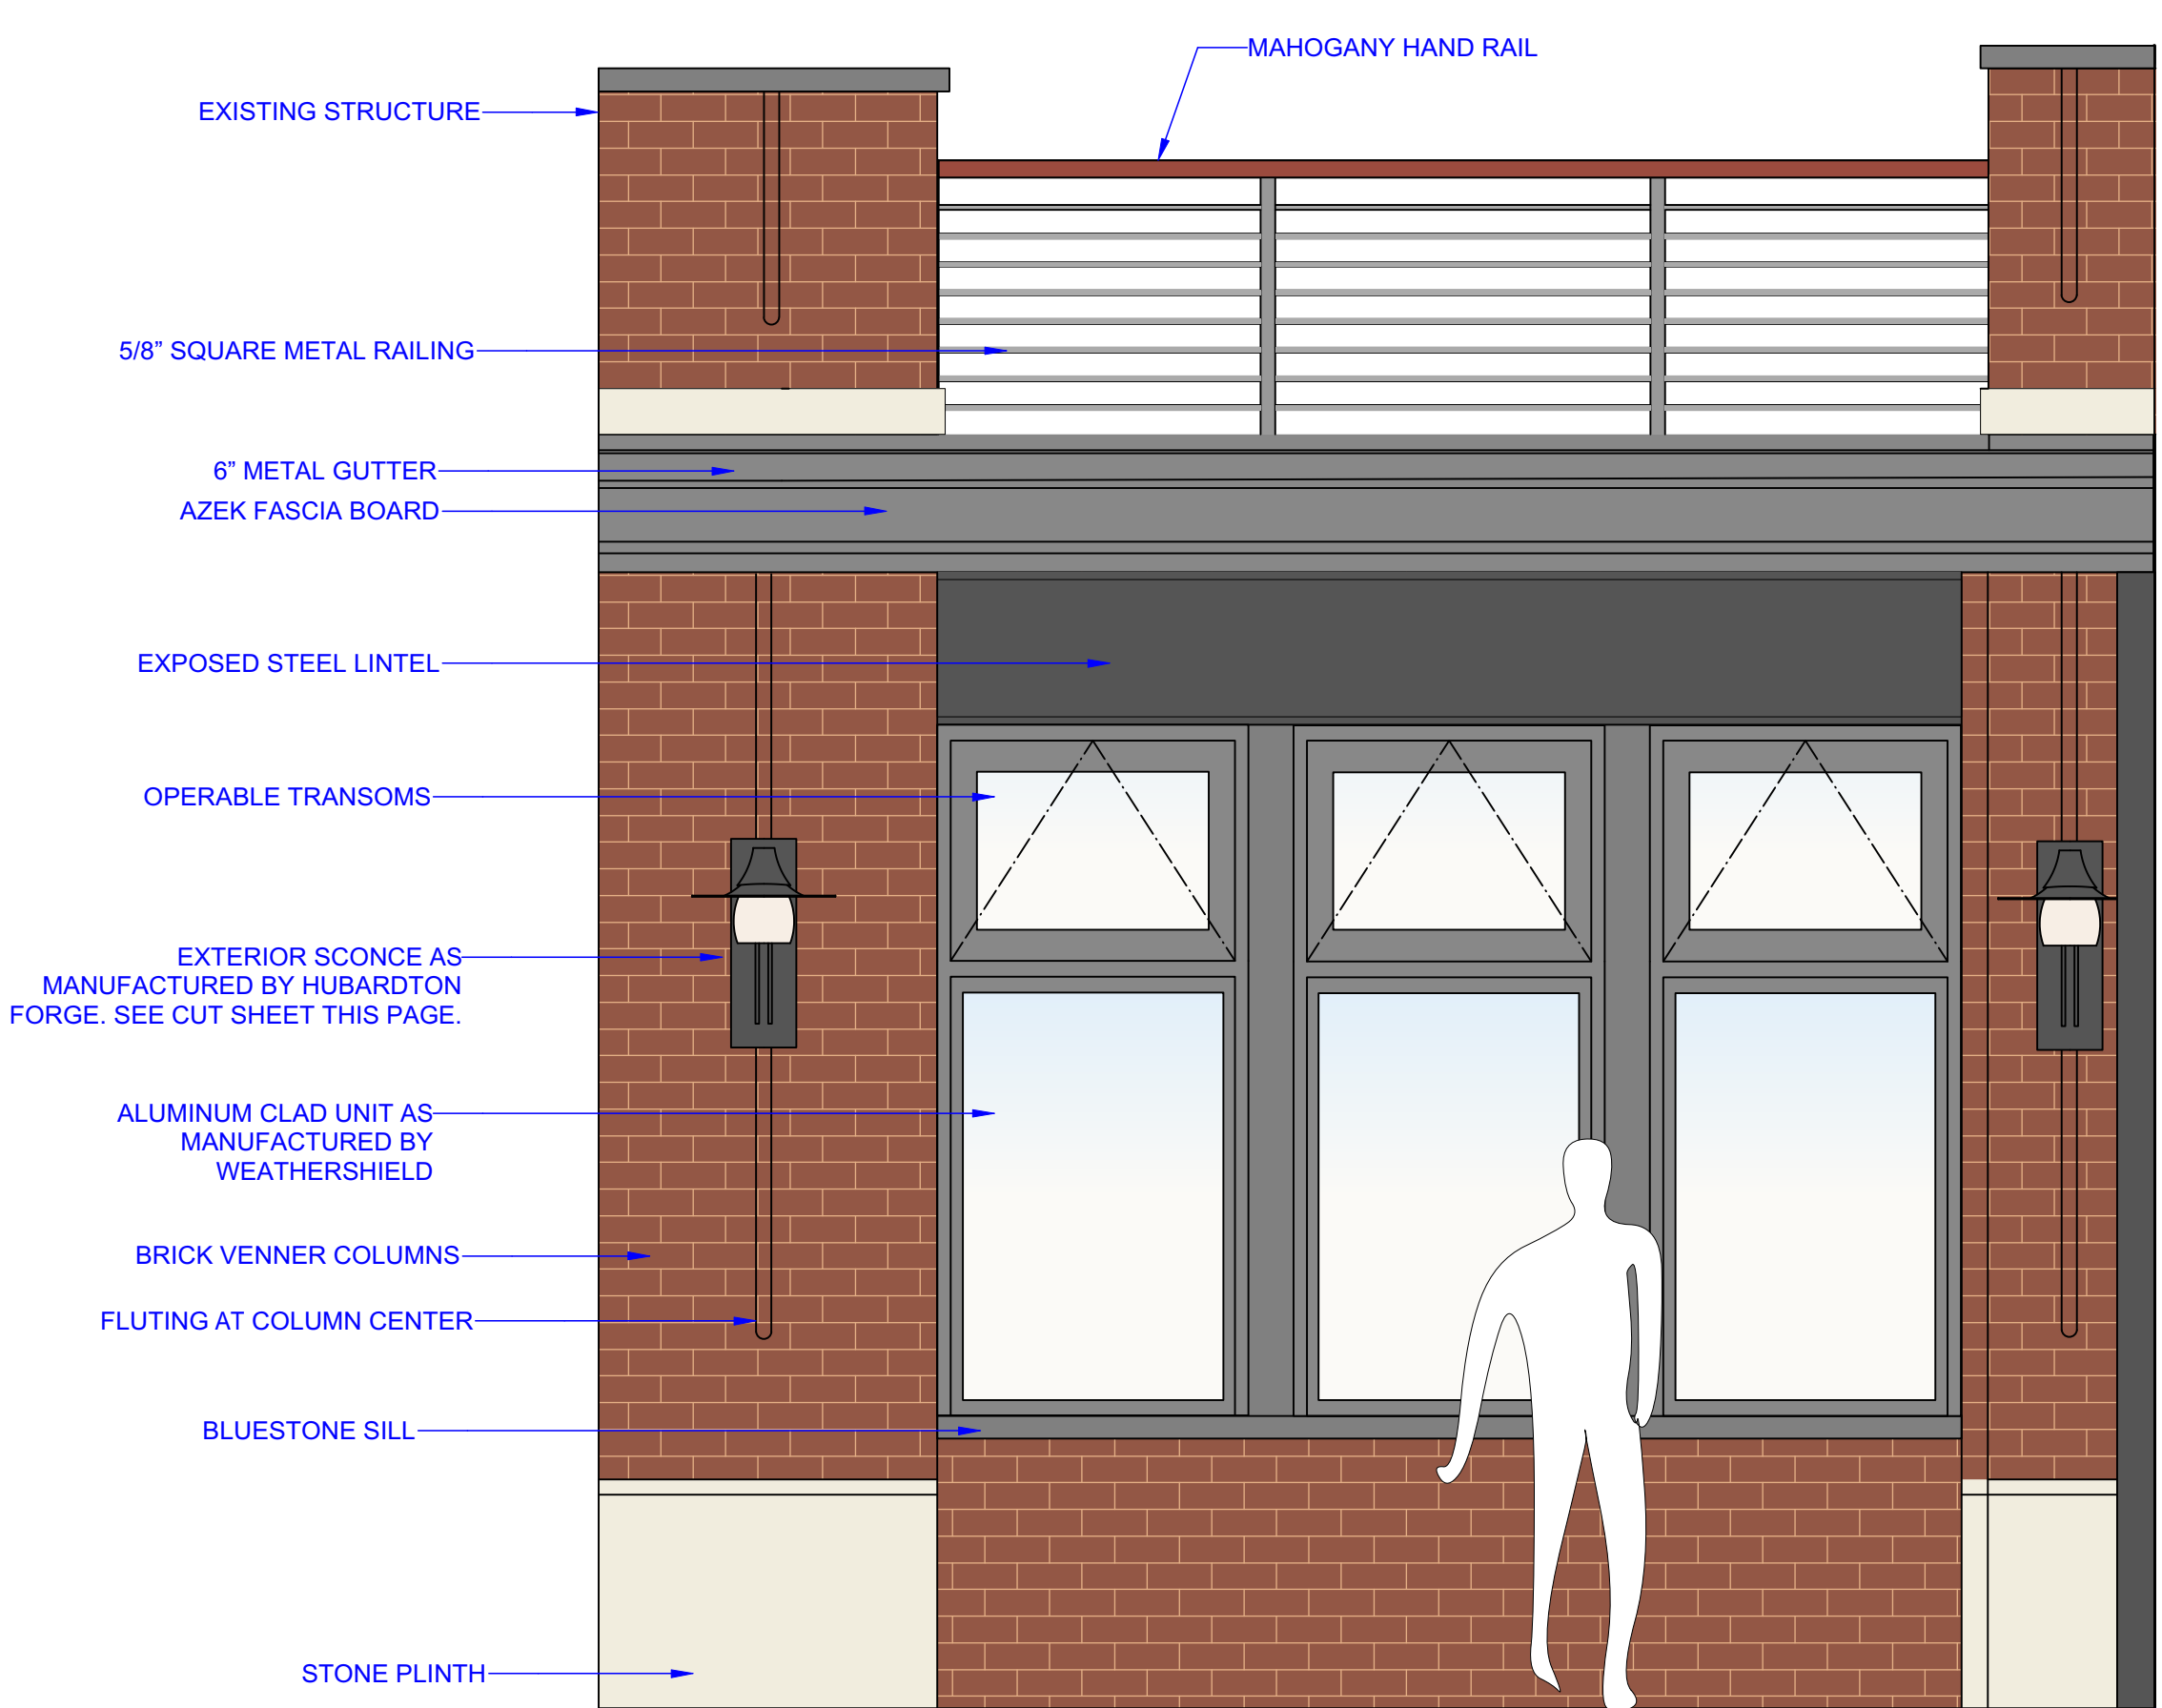 MAHOGANY HAND RAIL
EXISTING STRUCTURE
5/8” SQUARE METAL RAILING
6” METAL GUTTER
AZEK FASCIA BOARD
EXPOSED STEEL LINTEL
OPERABLE TRANSOMS
EXTERIOR SCONCE AS
MANUFACTURED BY HUBARDTON
FORGE. SEE CUT SHEET THIS PAGE.
ALUMINUM CLAD UNIT AS
MANUFACTURED BY
WEATHERSHIELD
BRICK VENNER COLUMNS
FLUTING AT COLUMN CENTER
BLUESTONE SILL
STONE PLINTH